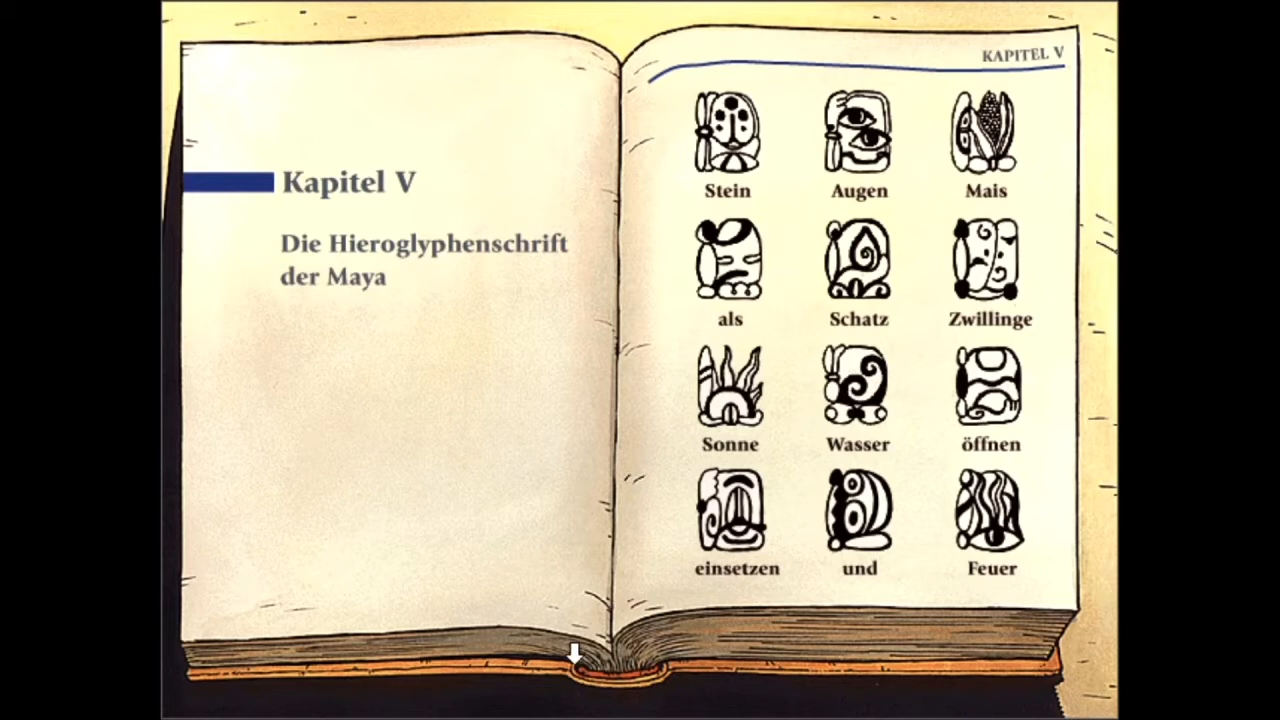 Kapitel V
Die Hieroglyphenschrift
der Maya
KAPITEL V
Stein Augen Mais
als Schatz Zwillinge
Sonne Wasser öffnen
einsetzen und Feuer